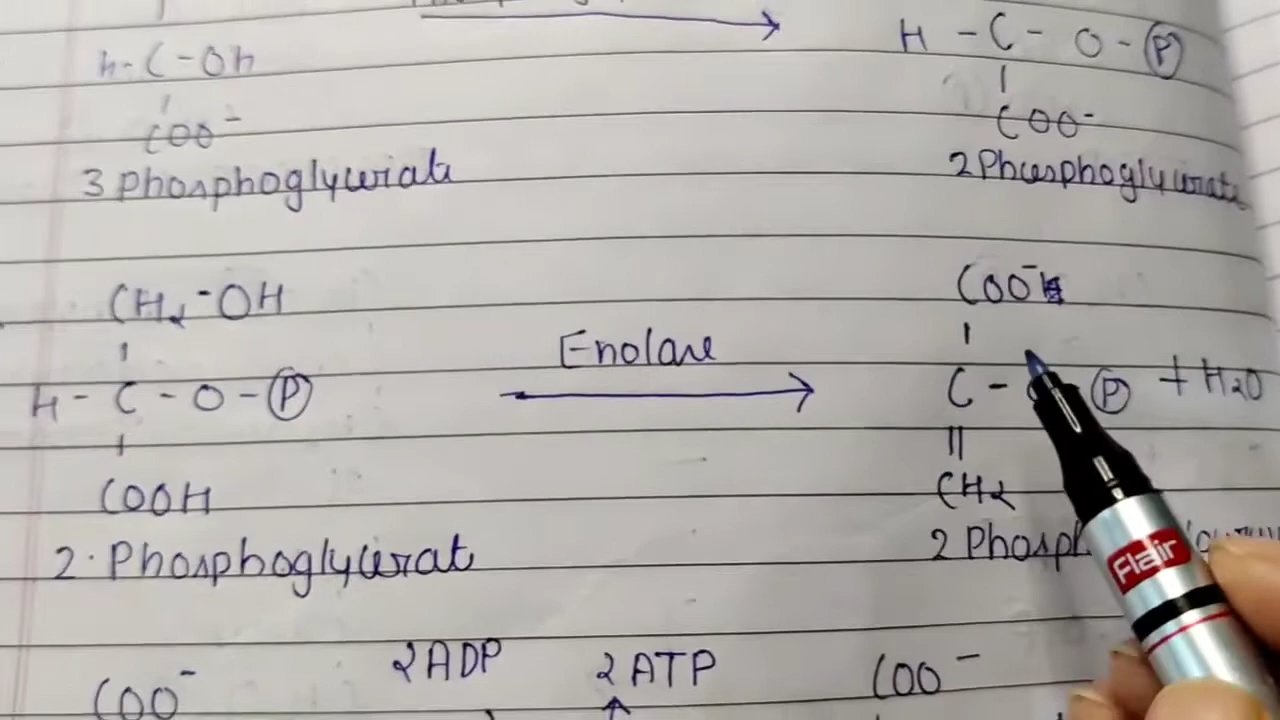 H - C - OH
H - C - O - P
COO-
COO-
3 Phosphoglycerate
2 Phosphoglycerate
CH2 - OH
COO-
Enolase
H - C - O - P
C - P + H2O
COOH
CH2
2. Phosphoglycerat
2 Phosph
Flair
2ADP 2ATP
COO-
COO-